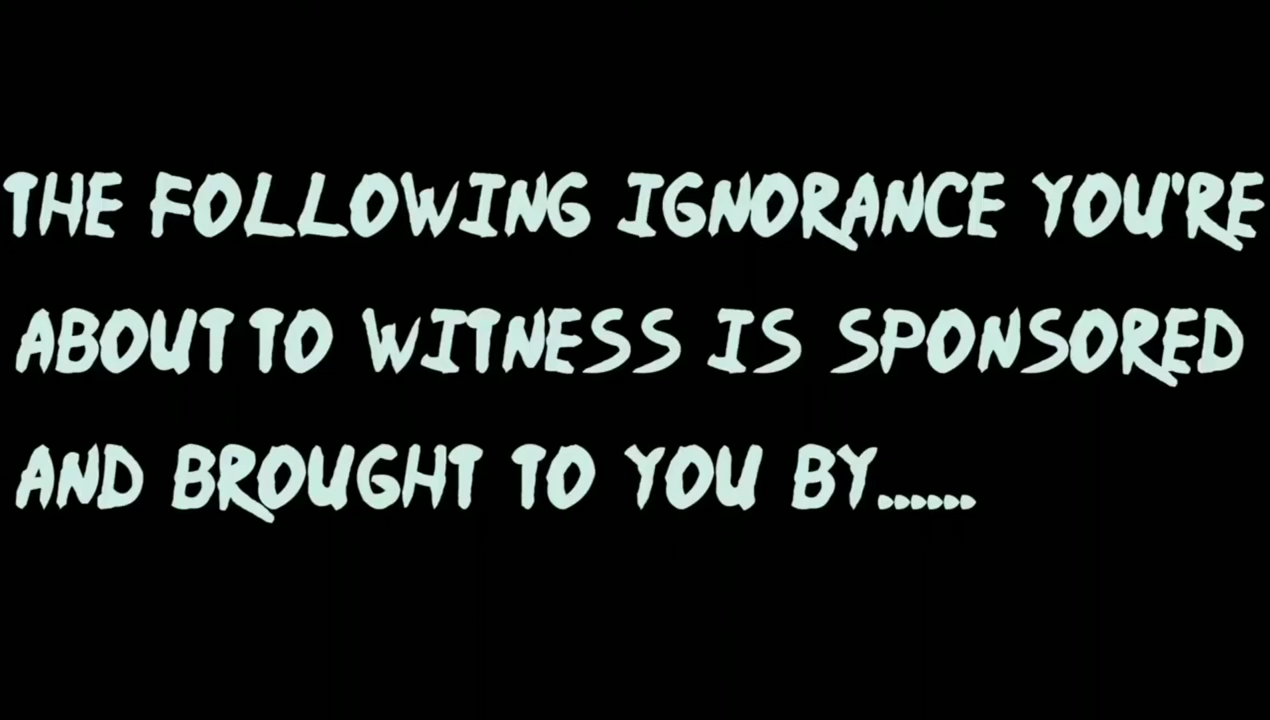 THE FOLLOWING IGNORANCE YOU'RE
ABOUT TO WITNESS IS SPONSORED
AND BROUGHT TO YOU BY......